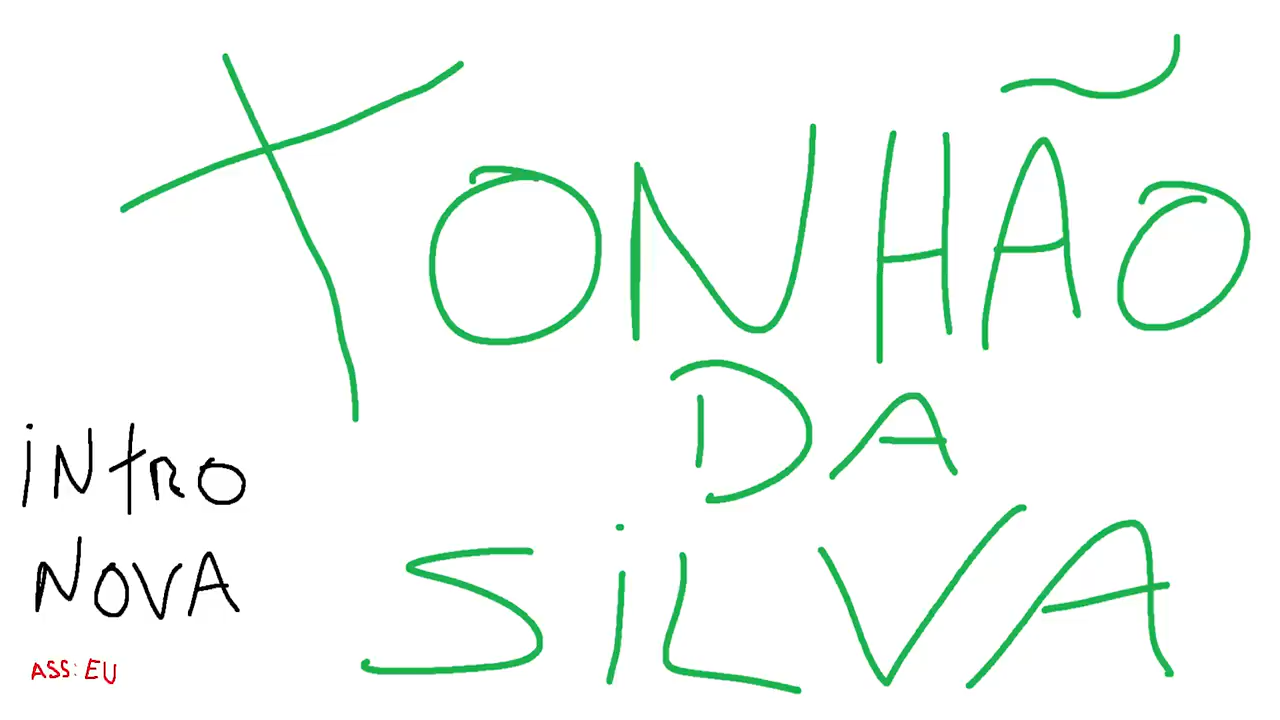 TONHÃO
DA
SiLVA
iNTRO
NOVA
ASS: EU